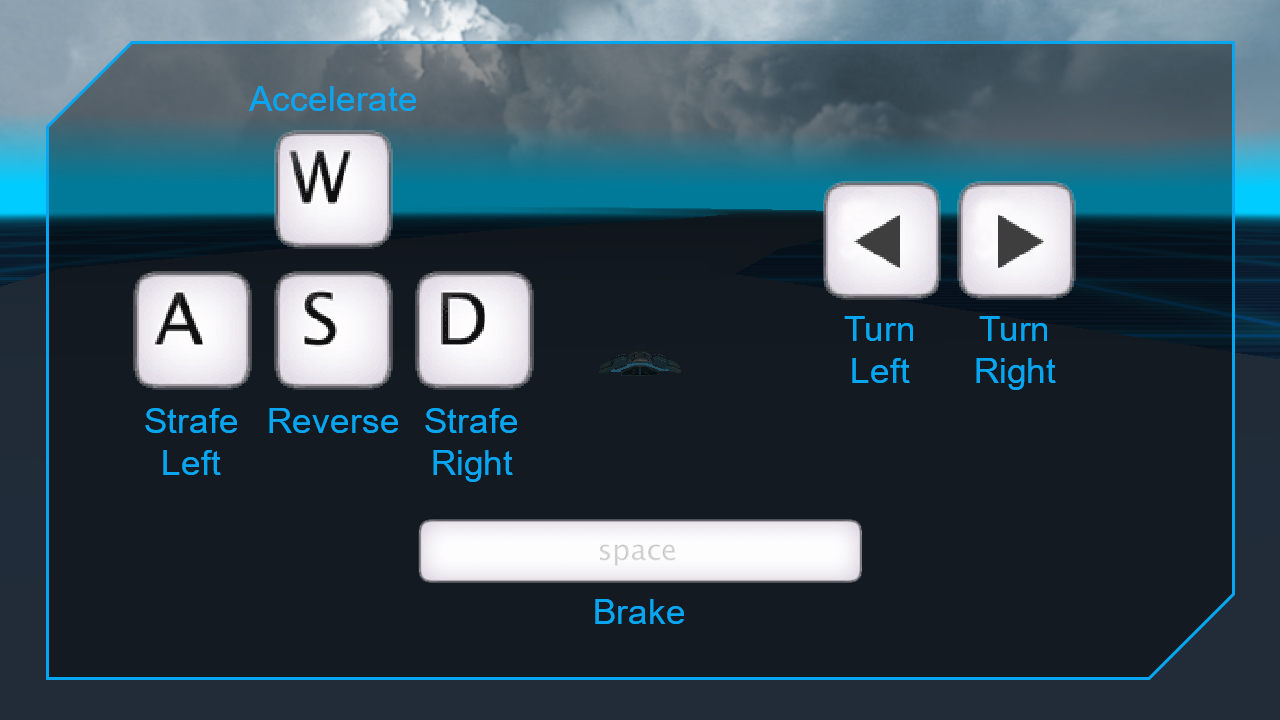 Accelerate
W
A S D
Strafe Left
Reverse
Strafe Right
Turn Left
Turn Right
space
Brake